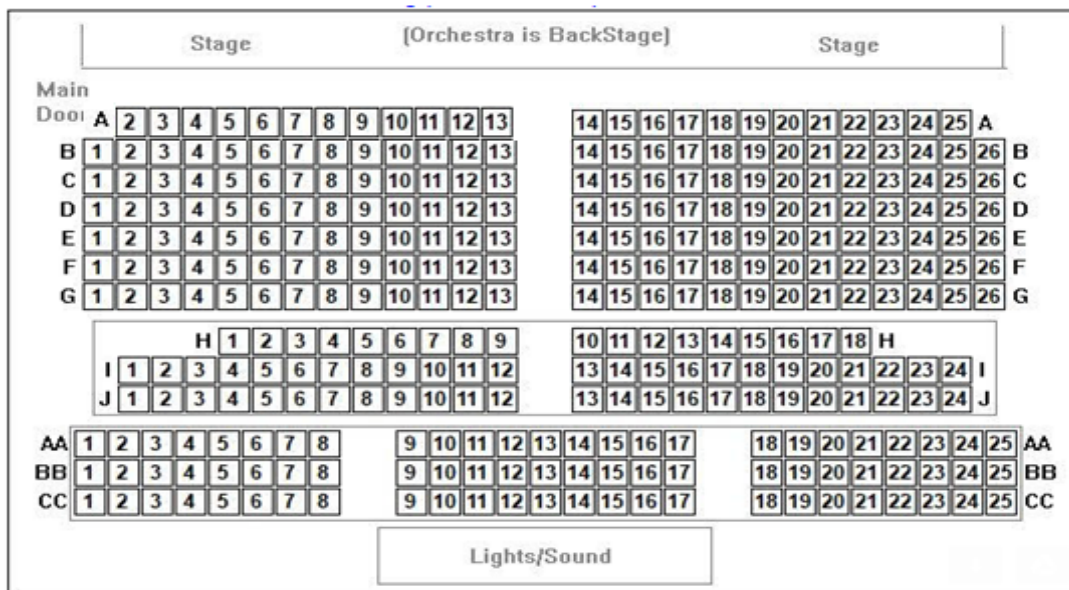 (Orchestra is BackStage)
Stage Stage
Main
Door
A 2 3 4 5 6 7 8 9 10 11 12 13 14 15 16 17 18 19 20 21 22 23 24 25 A
B 1 2 3 4 5 6 7 8 9 10 11 12 13 14 15 16 17 18 19 20 21 22 23 24 25 26 B
C 1 2 3 4 5 6 7 8 9 10 11 12 13 14 15 16 17 18 19 20 21 22 23 24 25 26 C
D 1 2 3 4 5 6 7 8 9 10 11 12 13 14 15 16 17 18 19 20 21 22 23 24 25 26 D
E 1 2 3 4 5 6 7 8 9 10 11 12 13 14 15 16 17 18 19 20 21 22 23 24 25 26 E
F 1 2 3 4 5 6 7 8 9 10 11 12 13 14 15 16 17 18 19 20 21 22 23 24 25 26 F
G 1 2 3 4 5 6 7 8 9 10 11 12 13 14 15 16 17 18 19 20 21 22 23 24 25 26 G
H 1 2 3 4 5 6 7 8 9 10 11 12 13 14 15 16 17 18 H
I 1 2 3 4 5 6 7 8 9 10 11 12 13 14 15 16 17 18 19 20 21 22 23 24 I
J 1 2 3 4 5 6 7 8 9 10 11 12 13 14 15 16 17 18 19 20 21 22 23 24 J
AA 1 2 3 4 5 6 7 8 9 10 11 12 13 14 15 16 17 18 19 20 21 22 23 24 25 AA
BB 1 2 3 4 5 6 7 8 9 10 11 12 13 14 15 16 17 18 19 20 21 22 23 24 25 BB
CC 1 2 3 4 5 6 7 8 9 10 11 12 13 14 15 16 17 18 19 20 21 22 23 24 25 CC
Lights/Sound